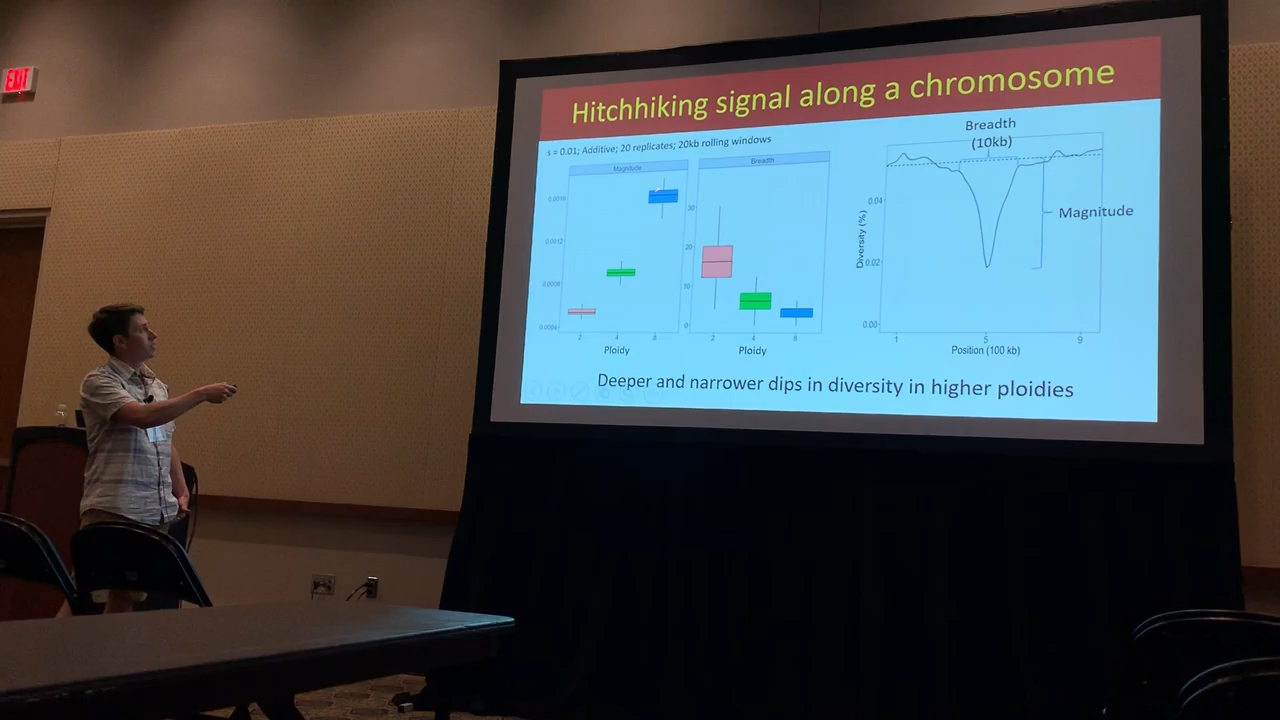 EXIT
Hitchhiking signal along a chromosome
s = 0.01; Additive; 20 replicates; 20kb rolling windows
Magnitude
0.0016
0.0012
0.0008
0.0004
2 4 8
Ploidy
Breadth
30
20
10
0
2 4 8
Ploidy
Breadth
(10kb)
Magnitude
Diversity (%)
0.04
0.02
0.00
1 5 9
Position (100 kb)
Deeper and narrower dips in diversity in higher ploidies